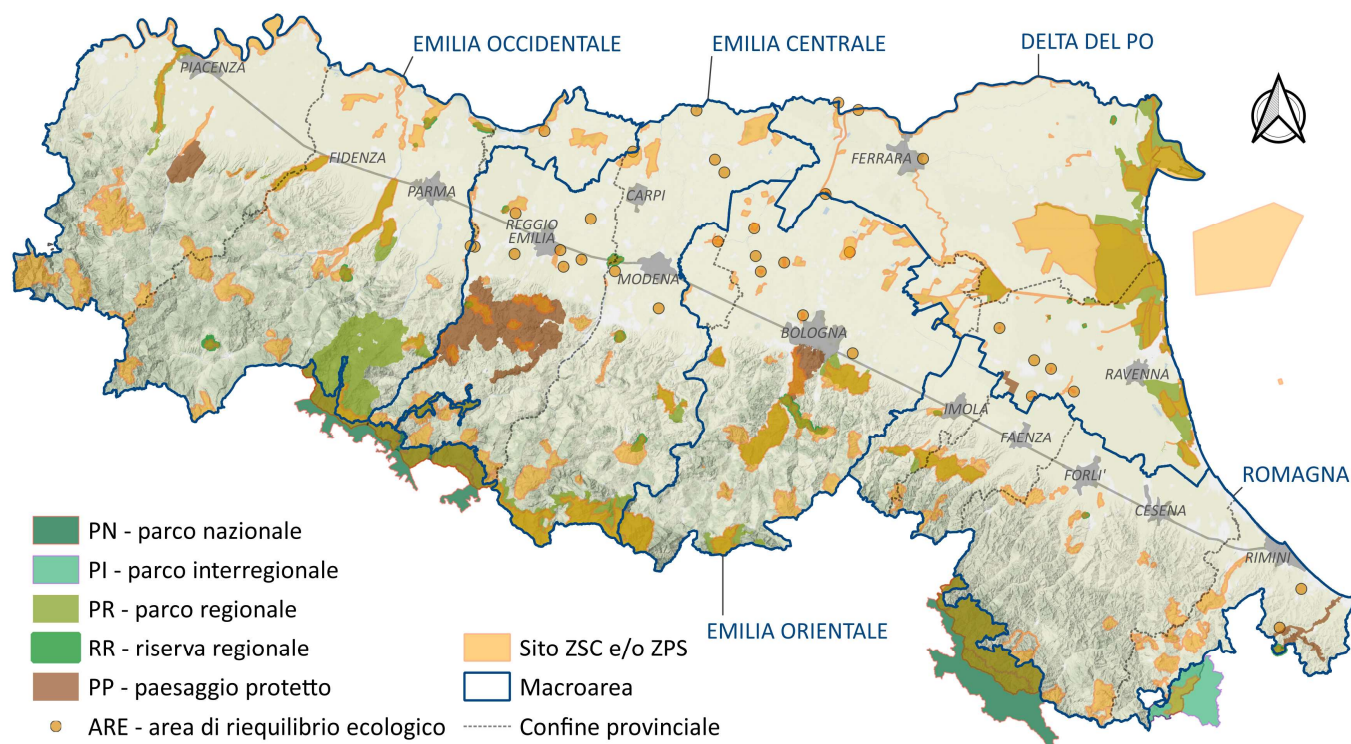 EMILIA OCCIDENTALE
EMILIA CENTRALE
DELTA DEL PO
PIACENZA
FIDENZA
PARMA
REGGIO
EMILIA
CARPI
MODENA
FERRARA
BOLOGNA
RAVENNA
IMOLA
FAENZA
FORLI'
CESENA
ROMAGNA
RIMINI
EMILIA ORIENTALE
PN - parco nazionale
PI - parco interregionale
PR - parco regionale
RR - riserva regionale
PP - paesaggio protetto
ARE - area di riequilibrio ecologico
Sito ZSC e/o ZPS
Macroarea
Confine provinciale